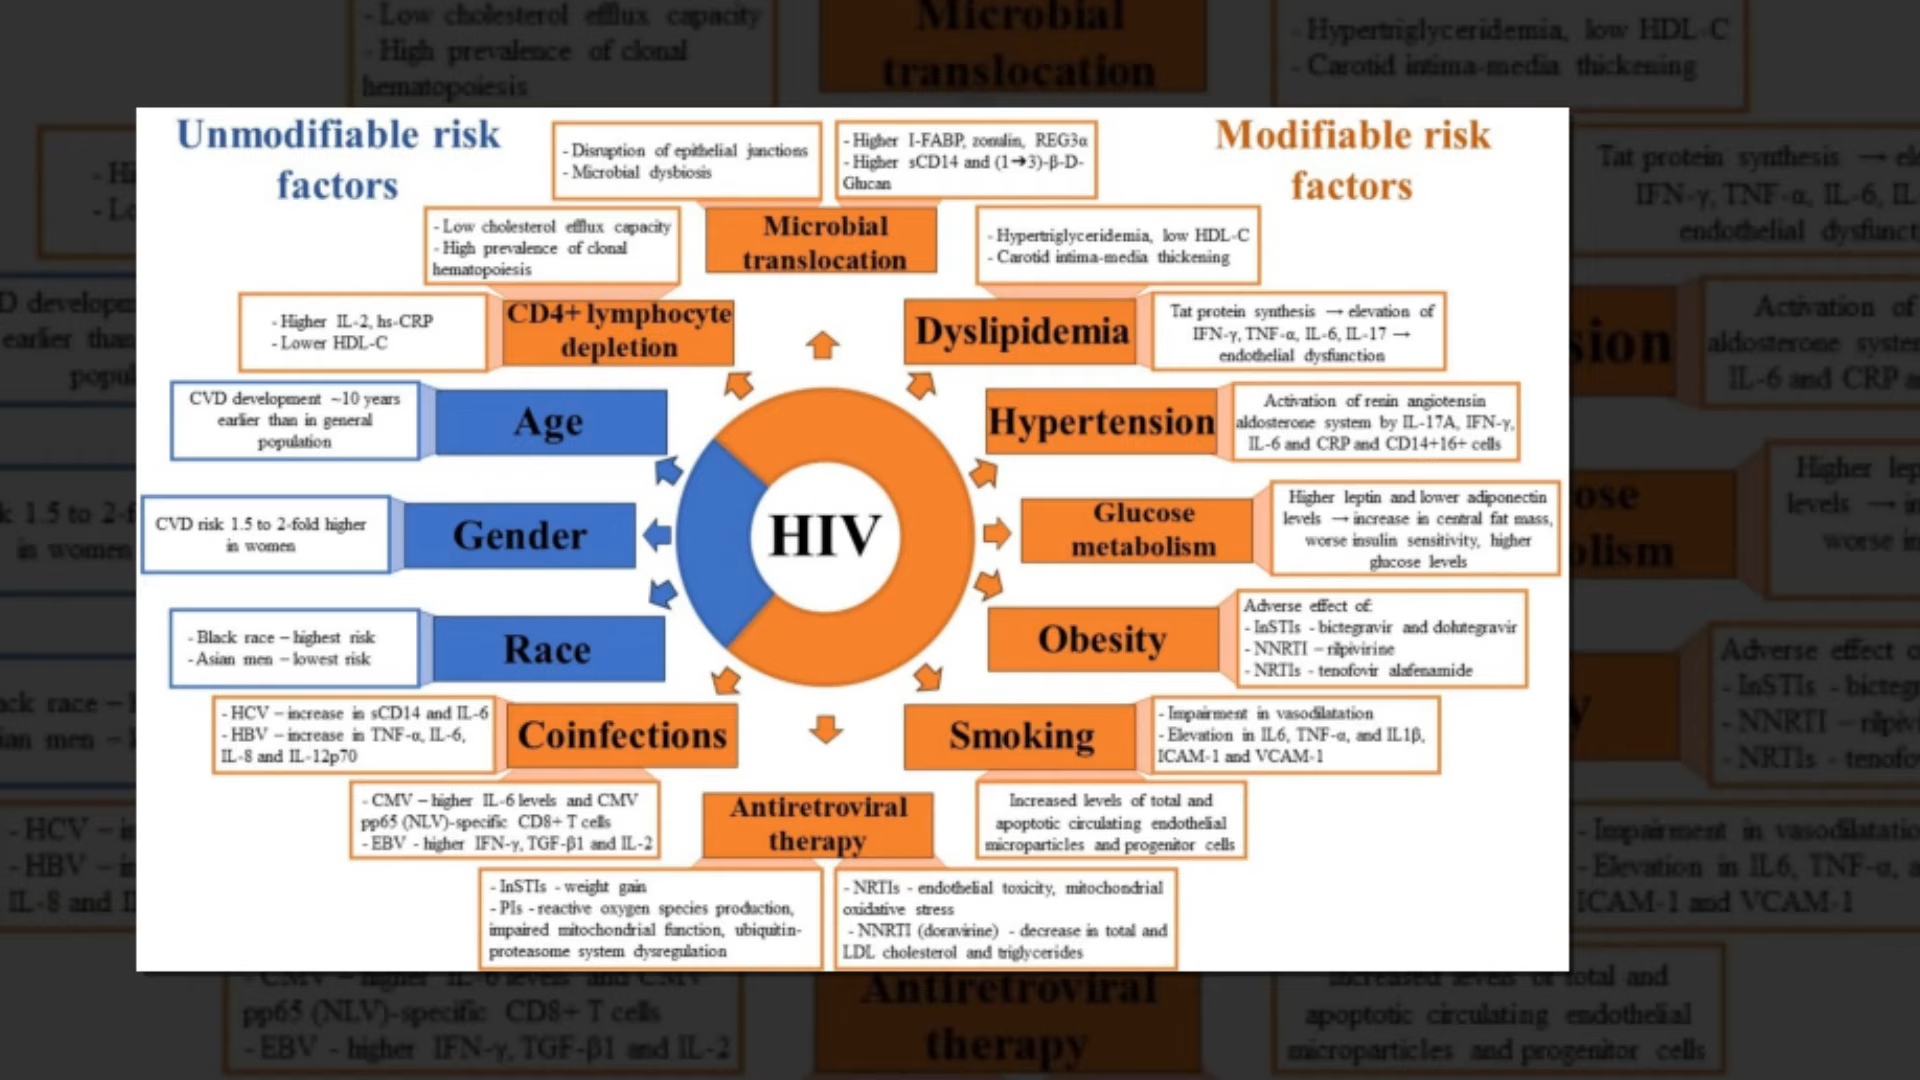 Unmodifiable risk
factors
Modifiable risk
factors
- Disruption of epithelial junctions
- Microbial dysbiosis
- Higher I-FABP, zonulin, REG3α
- Higher sCD14 and (1➔3)-β-D-
Glucan
Microbial
translocation
- Low cholesterol efflux capacity
- High prevalence of clonal
hematopoiesis
- Hypertriglyceridemia, low HDL-C
- Carotid intima-media thickening
- Higher IL-2, hs-CRP
- Lower HDL-C
CD4+ lymphocyte
depletion
Dyslipidemia
Tat protein synthesis → elevation of
IFN-γ, TNF-α, IL-6, IL-17 →
endothelial dysfunction
CVD development ~10 years
earlier than in general
population
Age
Hypertension
Activation of renin angiotensin
aldosterone system by IL-17A, IFN-γ,
IL-6 and CRP and CD14+16+ cells
CVD risk 1.5 to 2-fold higher
in women
Gender
HIV
Glucose
metabolism
Higher leptin and lower adiponectin
levels → increase in central fat mass,
worse insulin sensitivity, higher
glucose levels
- Black race – highest risk
- Asian men – lowest risk
Race
Obesity
Adverse effect of:
- InSTIs - bictegravir and dolutegravir
- NNRTI – rilpivirine
- NRTIs - tenofovir alafenamide
- HCV – increase in sCD14 and IL-6
- HBV – increase in TNF-α, IL-6,
IL-8 and IL-12p70
Coinfections
Smoking
- Impairment in vasodilatation
- Elevation in IL6, TNF-α, and IL1β,
ICAM-1 and VCAM-1
- CMV – higher IL-6 levels and CMV
pp65 (NLV)-specific CD8+ T cells
- EBV - higher IFN-γ, TGF-β1 and IL-2
Antiretroviral
therapy
Increased levels of total and
apoptotic circulating endothelial
microparticles and progenitor cells
- InSTIs - weight gain
- PIs - reactive oxygen species production,
impaired mitochondrial function, ubiquitin-
proteasome system dysregulation
- NRTIs - endothelial toxicity, mitochondrial
oxidative stress
- NNRTI (doravirine) - decrease in total and
LDL cholesterol and triglycerides